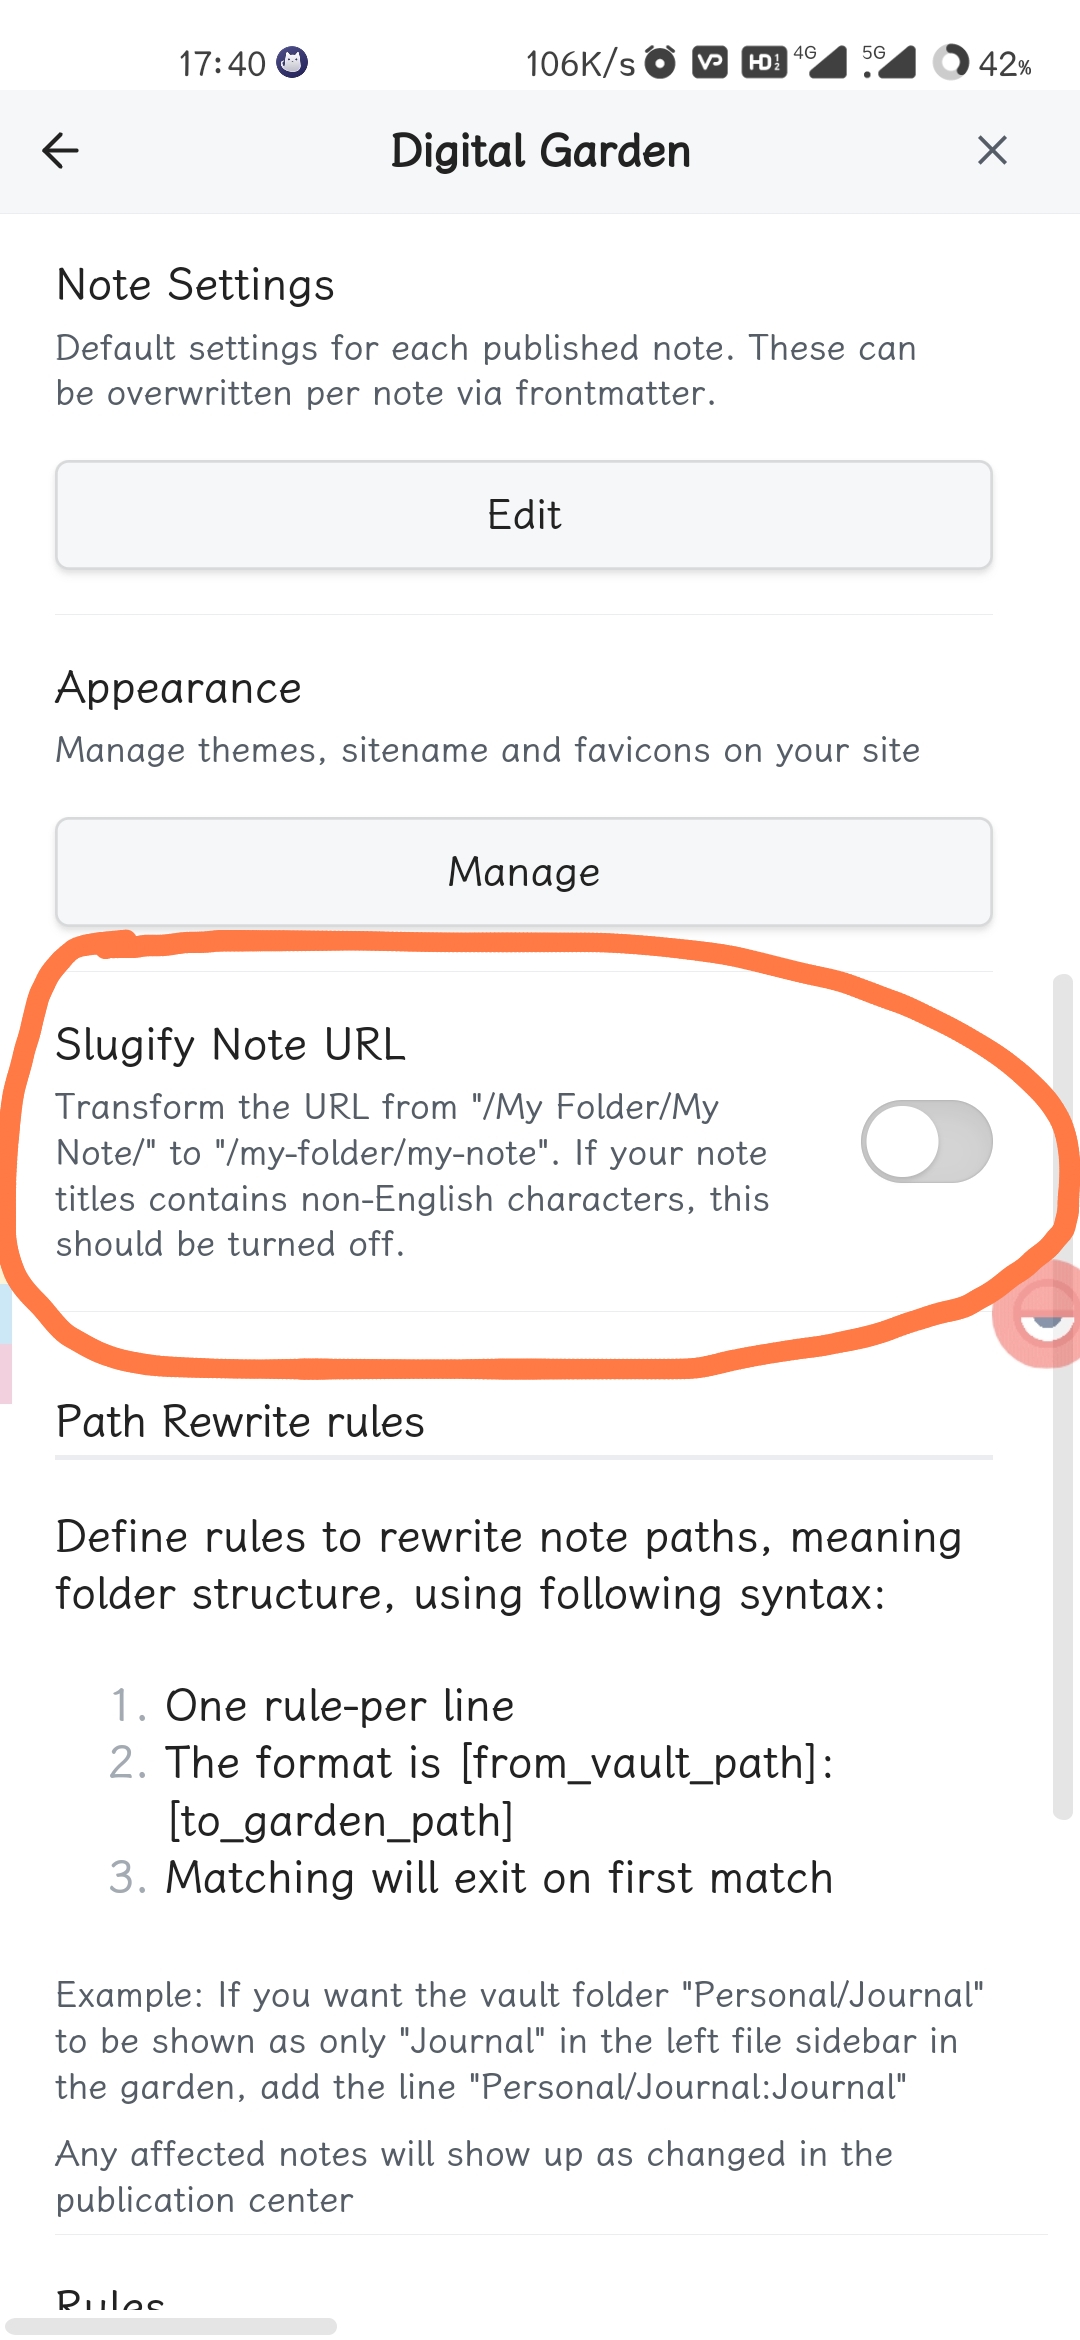 17:40
106K/s VP HD 1 2 4G 5G 42%
Digital Garden
Note Settings
Default settings for each published note. These can
be overwritten per note via frontmatter.
Edit
Appearance
Manage themes, sitename and favicons on your site
Manage
Slugify Note URL
Transform the URL from "/My Folder/My
Note/" to "/my-folder/my-note". If your note
titles contains non-English characters, this
should be turned off.
Path Rewrite rules
Define rules to rewrite note paths, meaning
folder structure, using following syntax:
1. One rule-per line
2. The format is [from_vault_path]:
[to_garden_path]
3. Matching will exit on first match
Example: If you want the vault folder "Personal/Journal"
to be shown as only "Journal" in the left file sidebar in
the garden, add the line "Personal/Journal:Journal"
Any affected notes will show up as changed in the
publication center
Rules